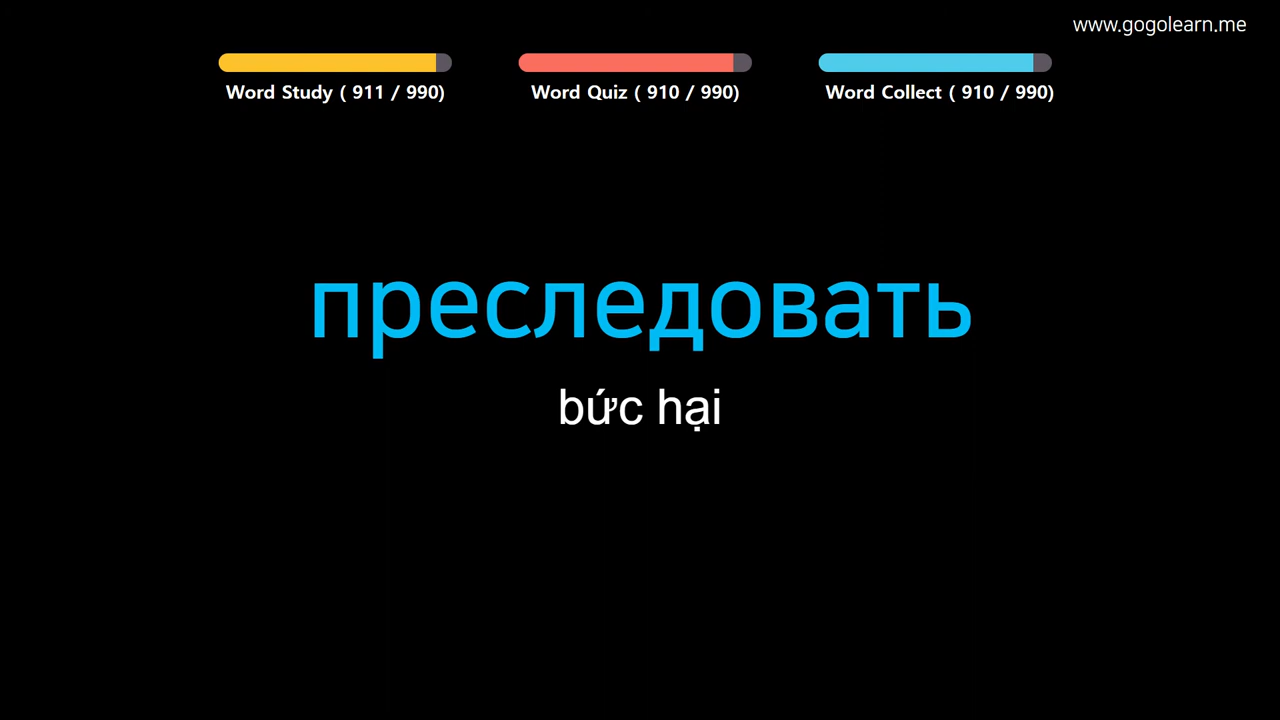 www.gogolearn.me
Word Study ( 911 / 990)
Word Quiz ( 910 / 990)
Word Collect ( 910 / 990)
преследовать
bức hại